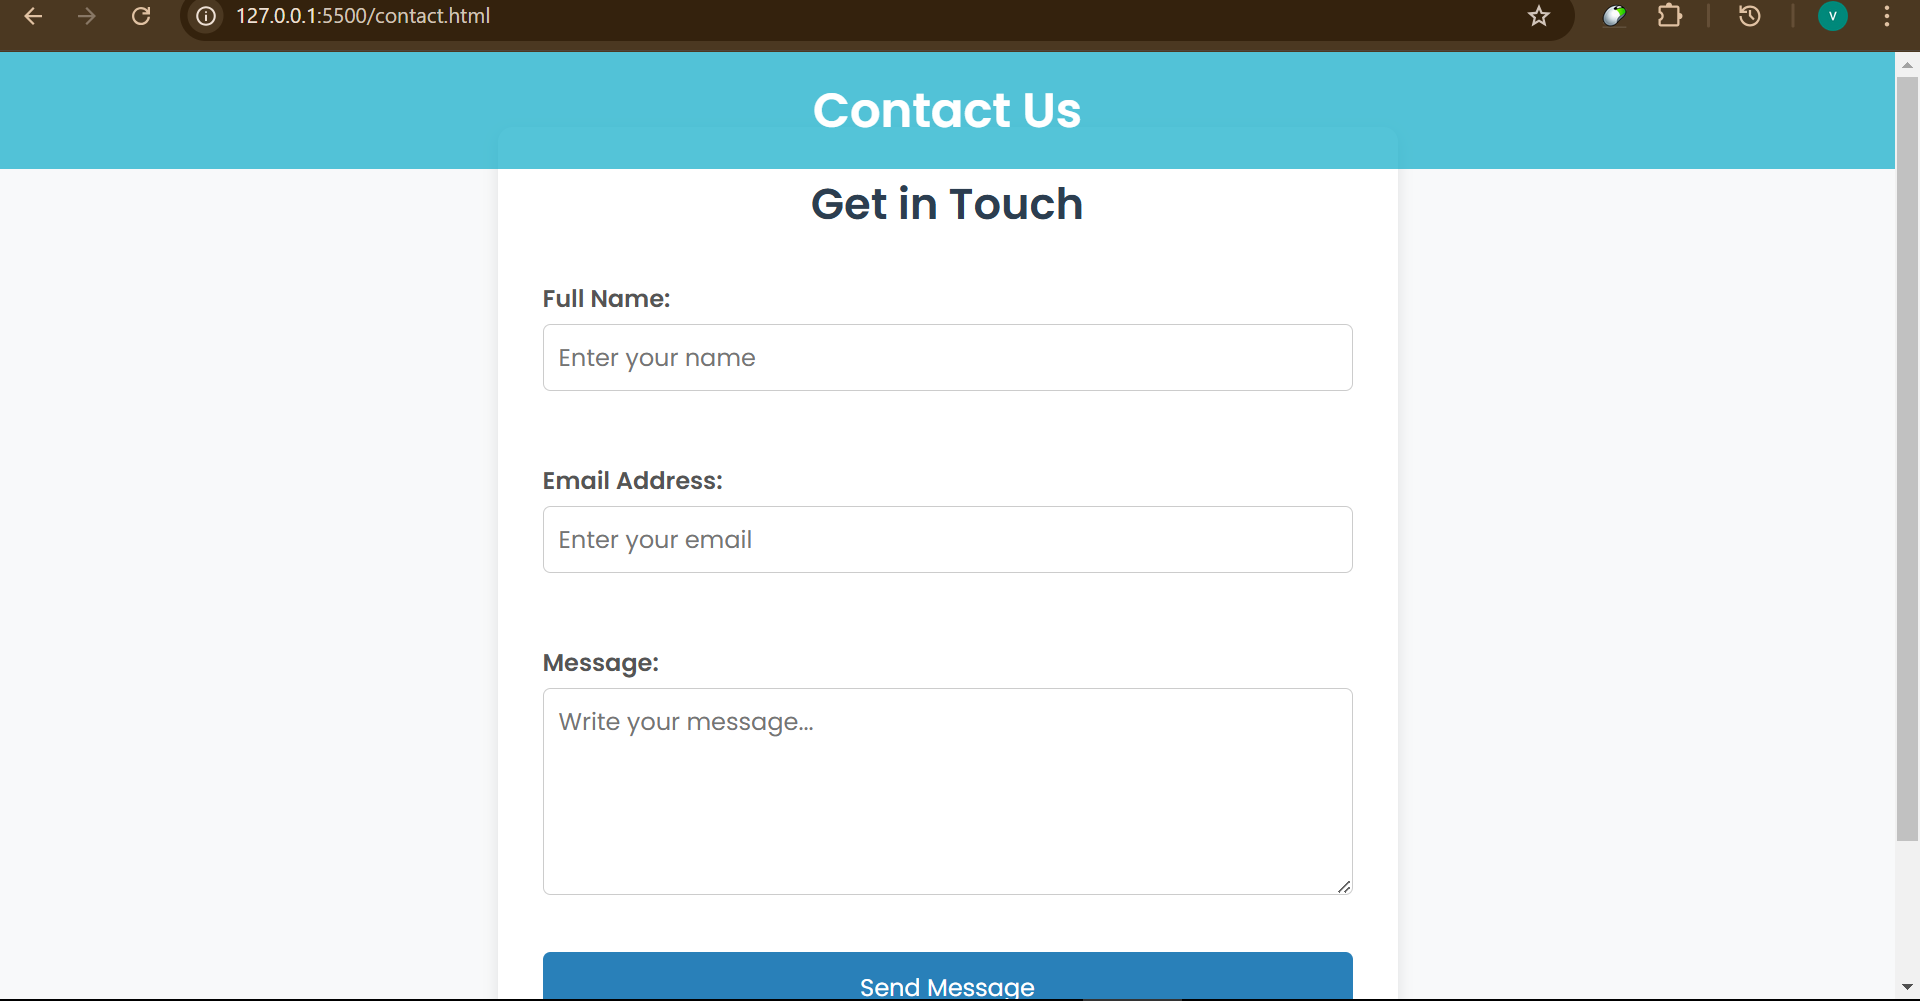 127.0.0.1:5500/contact.html
V
Contact Us
Get in Touch
Full Name:
Enter your name
Email Address:
Enter your email
Message:
Write your message...
Send Message